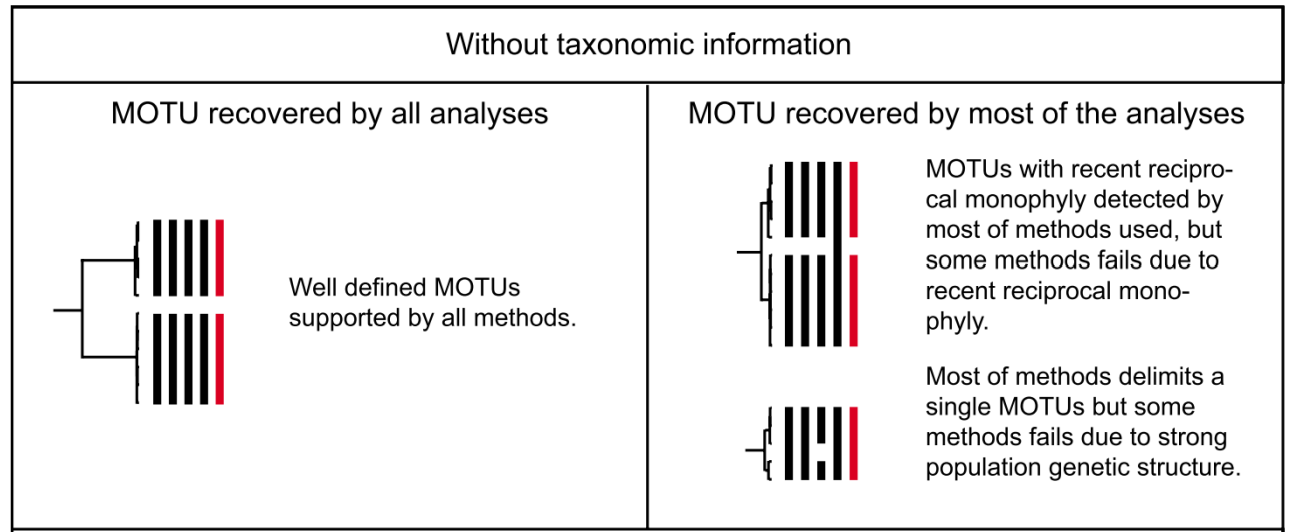 Without taxonomic information
MOTU recovered by all analyses
Well defined MOTUs
supported by all methods.
MOTU recovered by most of the analyses
MOTUs with recent recipro-
cal monophyly detected by
most of methods used, but
some methods fails due to
recent reciprocal mono-
phyly.
Most of methods delimits a
single MOTUs but some
methods fails due to strong
population genetic structure.